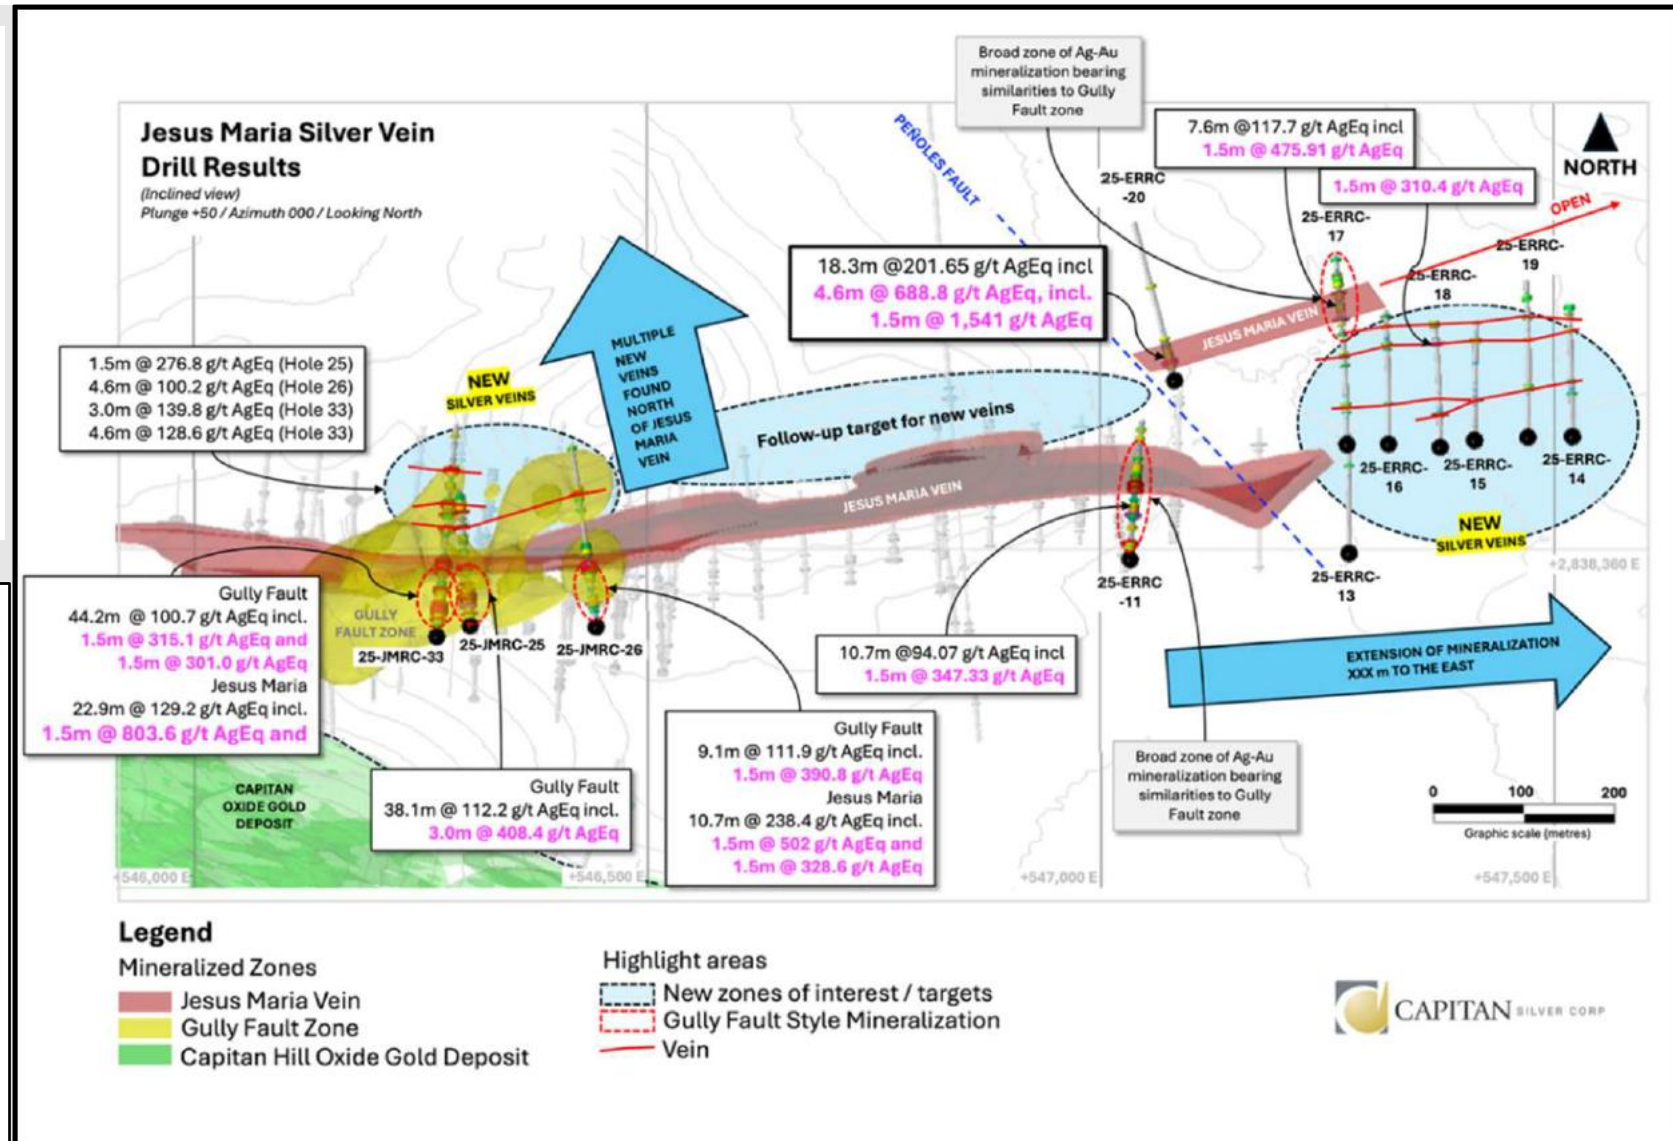 Jesus Maria Silver Vein
Drill Results
(Inclined view)
Plunge +50 / Azimuth 000 / Looking North
Broad zone of Ag-Au
mineralization bearing
similarities to Gully
Fault zone
PEÑOLES FAULT
25-ERRC
-20
7.6m @117.7 g/t AgEq incl
1.5m @ 475.91 g/t AgEq
1.5m @ 310.4 g/t AgEq
NORTH
OPEN
25-ERRC-
17
25-ERRC-
18
25-ERRC-
19
18.3m @201.65 g/t AgEq incl
4.6m @ 688.8 g/t AgEq, incl.
1.5m @ 1,541 g/t AgEq
JESUS MARIA VEIN
1.5m @ 276.8 g/t AgEq (Hole 25)
4.6m @ 100.2 g/t AgEq (Hole 26)
3.0m @ 139.8 g/t AgEq (Hole 33)
4.6m @ 128.6 g/t AgEq (Hole 33)
NEW
SILVER VEINS
MULTIPLE
NEW
VEINS
FOUND
NORTH
OF JESUS
MARIA
VEIN
Follow-up target for new veins
JESUS MARIA VEIN
25-ERRC-
16
25-ERRC-
15
25-ERRC-
14
NEW
SILVER VEINS
+2,838,360 E
25-ERRC
-11
25-ERRC-
13
Gully Fault
44.2m @ 100.7 g/t AgEq incl.
1.5m @ 315.1 g/t AgEq and
1.5m @ 301.0 g/t AgEq
Jesus Maria
22.9m @ 129.2 g/t AgEq incl.
1.5m @ 803.6 g/t AgEq and
GULLY
FAULT ZONE
25-JMRC-33
25-JMRC-25
25-JMRC-26
10.7m @94.07 g/t AgEq incl
1.5m @ 347.33 g/t AgEq
EXTENSION OF MINERALIZATION
XXX m TO THE EAST
Gully Fault
9.1m @ 111.9 g/t AgEq incl.
1.5m @ 390.8 g/t AgEq
Jesus Maria
10.7m @ 238.4 g/t AgEq incl.
1.5m @ 502 g/t AgEq and
1.5m @ 328.6 g/t AgEq
Broad zone of Ag-Au
mineralization bearing
similarities to Gully
Fault zone
CAPITAN
OXIDE GOLD
DEPOSIT
Gully Fault
38.1m @ 112.2 g/t AgEq incl.
3.0m @ 408.4 g/t AgEq
0 100 200
Graphic scale (metres)
+546,000 E
+546,500 E
+547,000 E
+547,500 E
Legend
Mineralized Zones
Jesus Maria Vein
Gully Fault Zone
Capitan Hill Oxide Gold Deposit
Highlight areas
New zones of interest / targets
Gully Fault Style Mineralization
Vein
CAPITAN SILVER CORP